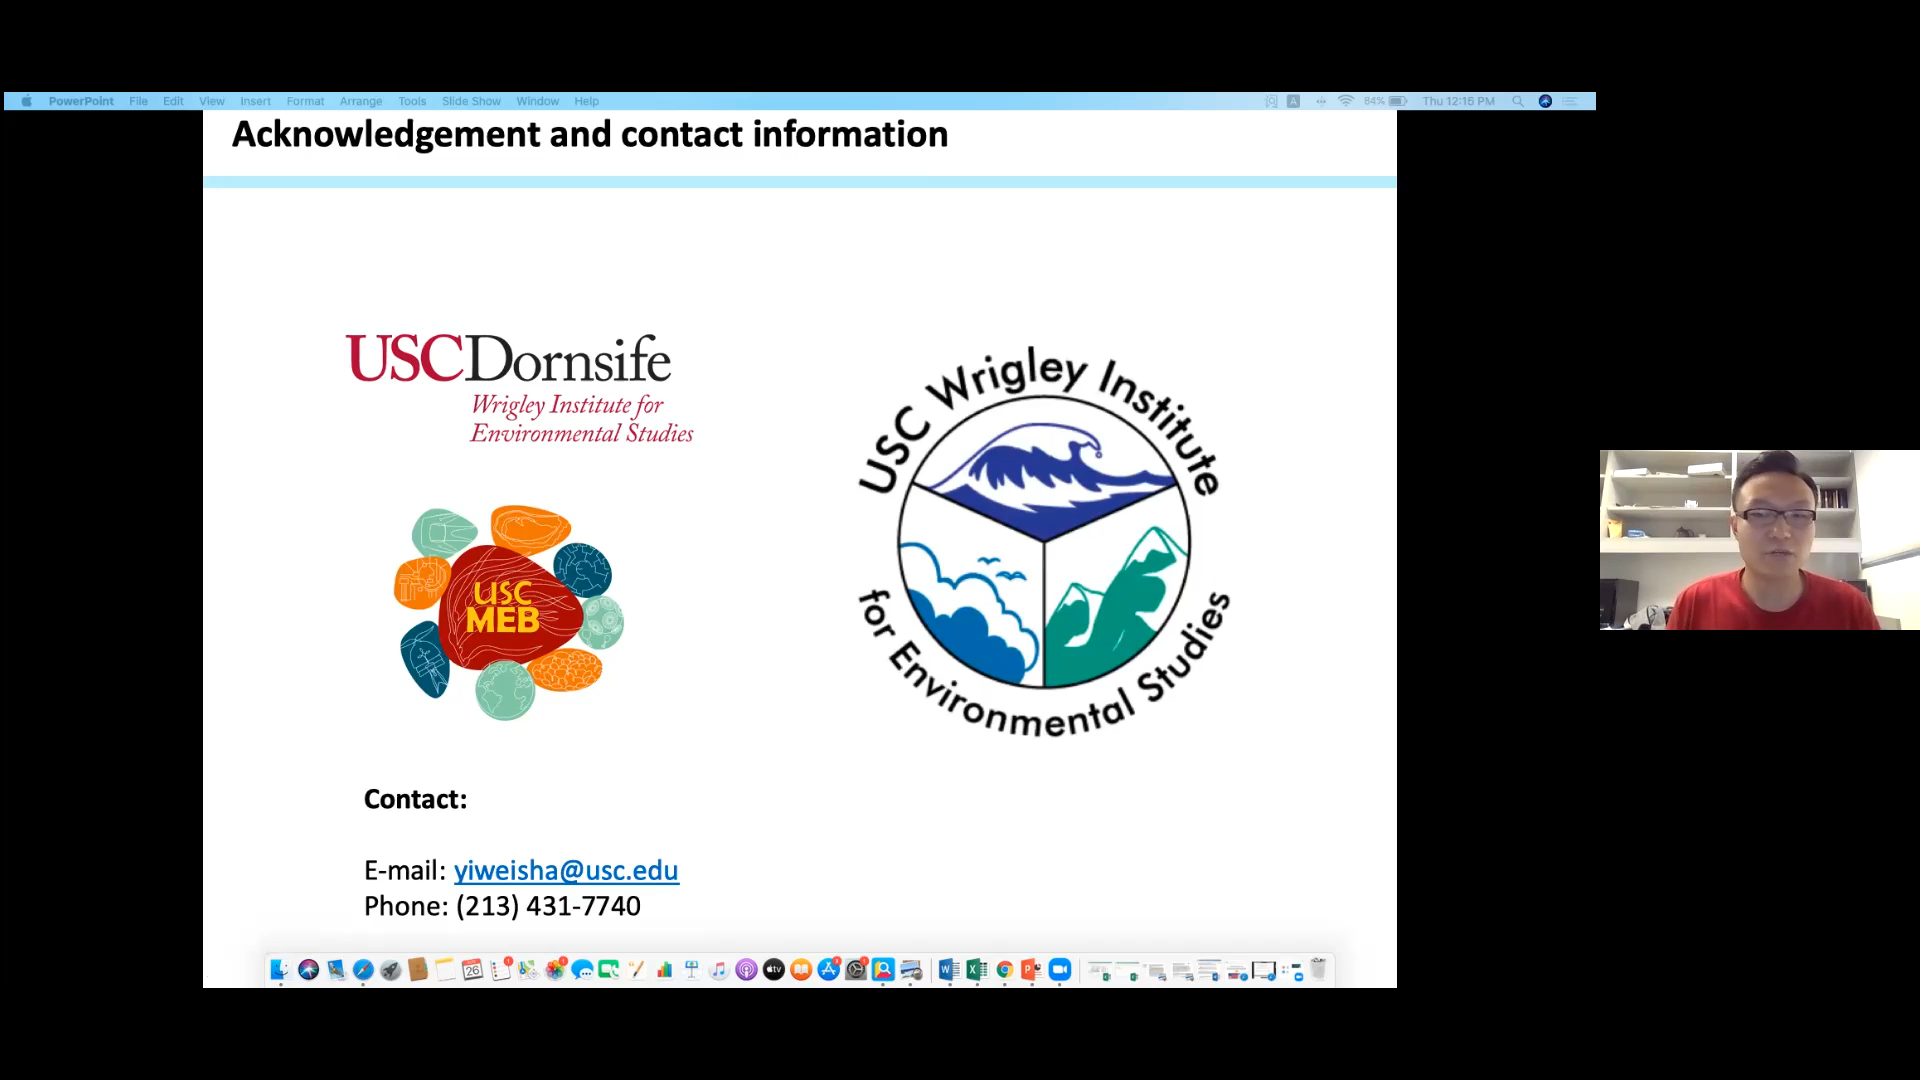 PowerPoint File Edit View Insert Format Arrange Tools Slide Show Window Help
A 84% Thu 12:15 PM
Acknowledgement and contact information
USCDornsife
Wrigley Institute for
Environmental Studies
USC Wrigley Institute
for Environmental Studies
USC
MEB
Contact:
E-mail: yiweisha@usc.edu
Phone: (213) 431-7740
26
tv